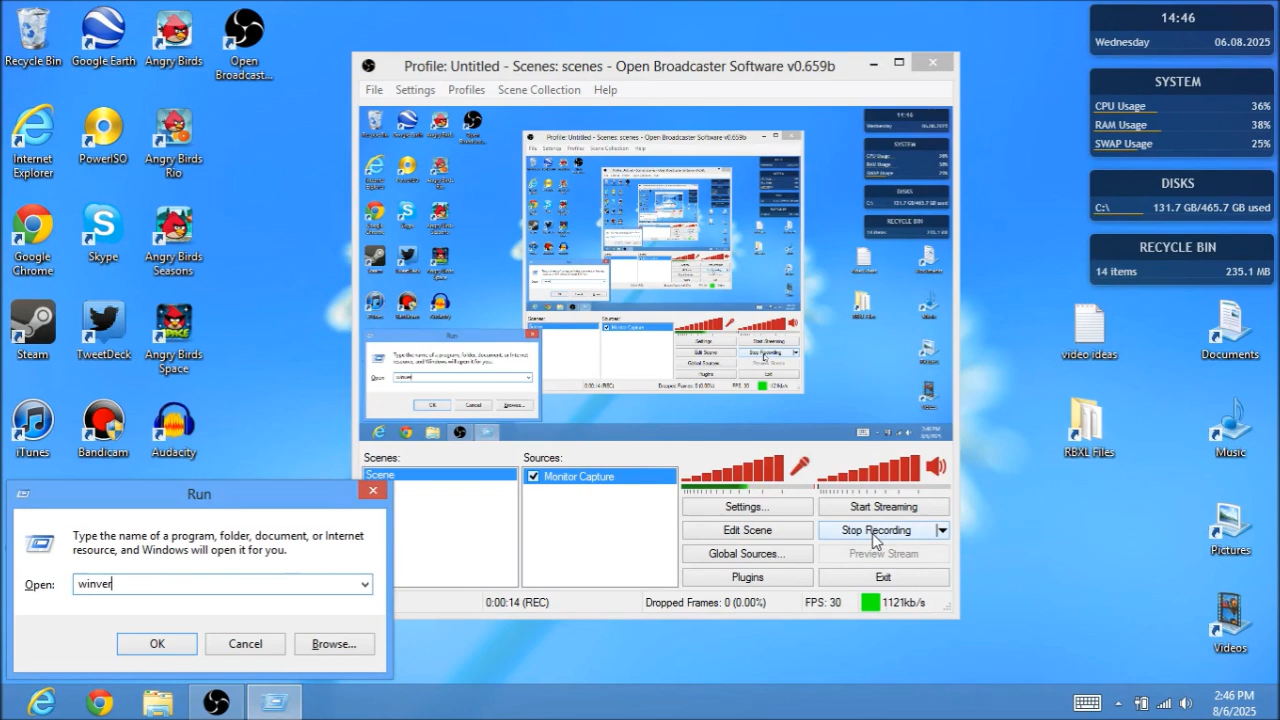 Recycle Bin
Google Earth
Angry Birds
Open Broadcast...
Internet Explorer
PowerISO
Angry Birds Rio
Google Chrome
Skype
Angry Birds Seasons
Steam
TweetDeck
Angry Birds Space
iTunes
Bandicam
Audacity
Profile: Untitled - Scenes: scenes - Open Broadcaster Software v0.659b
File Settings Profiles Scene Collection Help
Scenes:
Scene
Sources:
Monitor Capture
Settings...
Start Streaming
Edit Scene
Stop Recording
Global Sources...
Preview Stream
Plugins
Exit
0:00:14 (REC)
Dropped Frames: 0 (0.00%)
FPS: 30
1121kb/s
Run
Type the name of a program, folder, document, or Internet
resource, and Windows will open it for you.
Open: winver
OK
Cancel
Browse...
14:46
Wednesday 06.08.2025
SYSTEM
CPU Usage 36%
RAM Usage 38%
SWAP Usage 25%
DISKS
C:\ 131.7 GB/465.7 GB used
RECYCLE BIN
14 items 235.1 MB
video ideas
Documents
RBXL Files
Music
Pictures
Videos
2:46 PM
8/6/2025